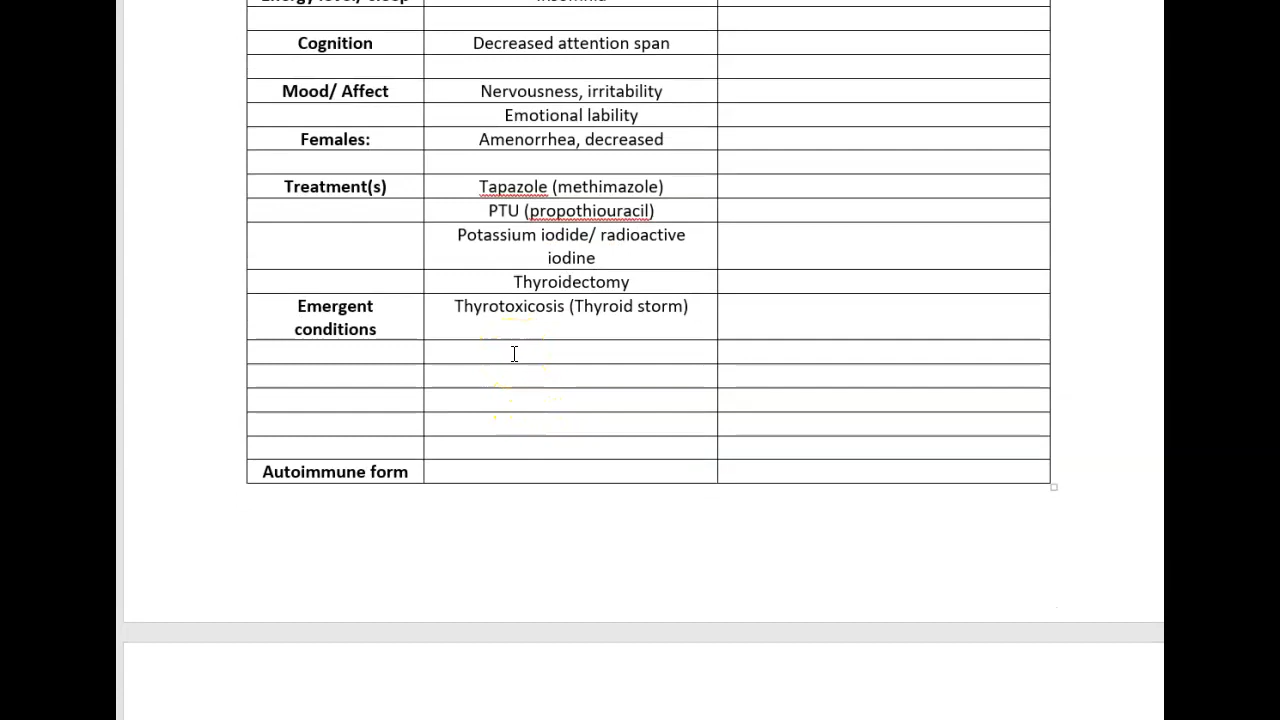 Cognition Decreased attention span
Mood/ Affect Nervousness, irritability
Emotional lability
Females: Amenorrhea, decreased
Treatment(s) Tapazole (methimazole)
PTU (propothiouracil)
Potassium iodide/ radioactive
iodine
Thyroidectomy
Emergent Thyrotoxicosis (Thyroid storm)
conditions
Autoimmune form